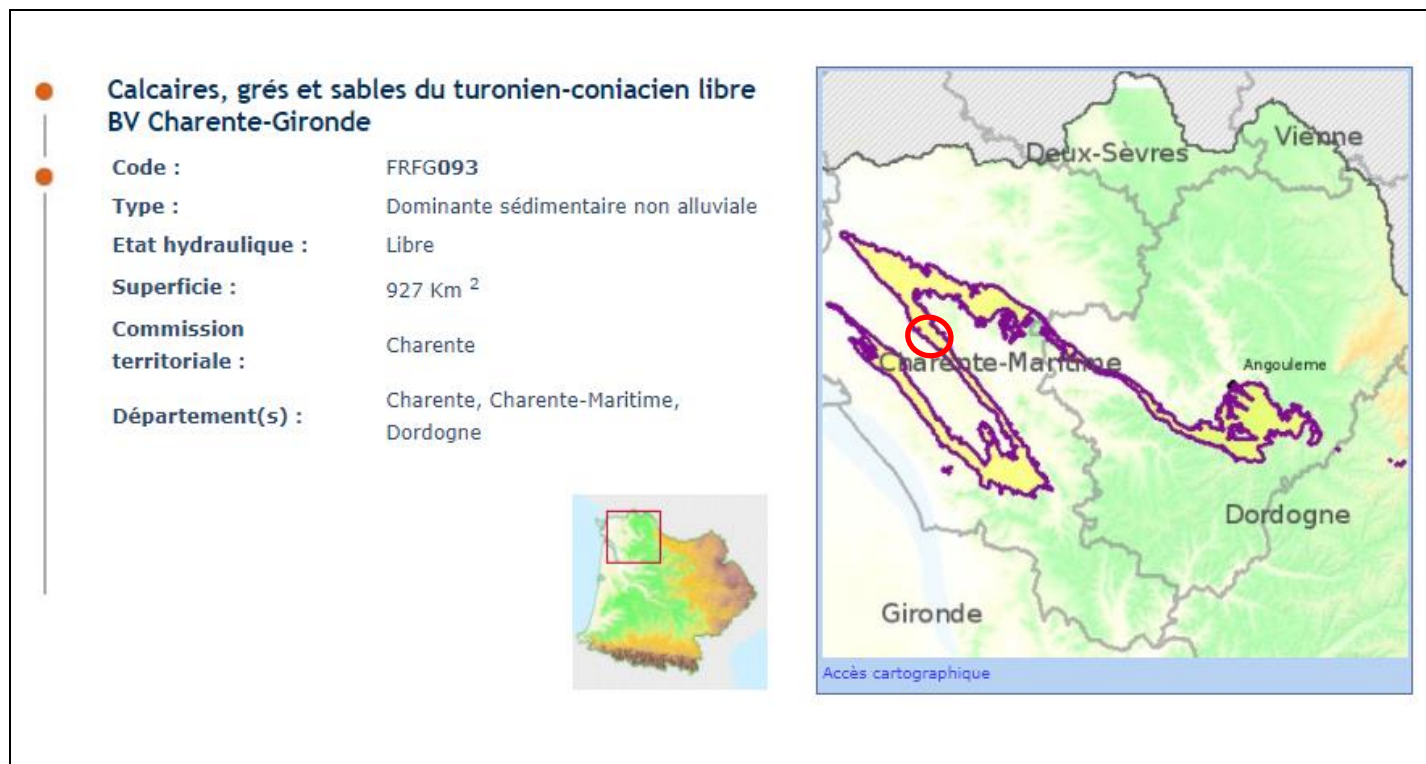 Calcaires, grés et sables du turonien-coniacien libre
BV Charente-Gironde
Code : FRFG093
Type : Dominante sédimentaire non alluviale
Etat hydraulique : Libre
Superficie : 927 Km 2
Commission
territoriale : Charente
Département(s) : Charente, Charente-Maritime,
Dordogne
Vienne
Deux-Sèvres
Charente-Maritime
Angouleme
Dordogne
Gironde
Accès cartographique